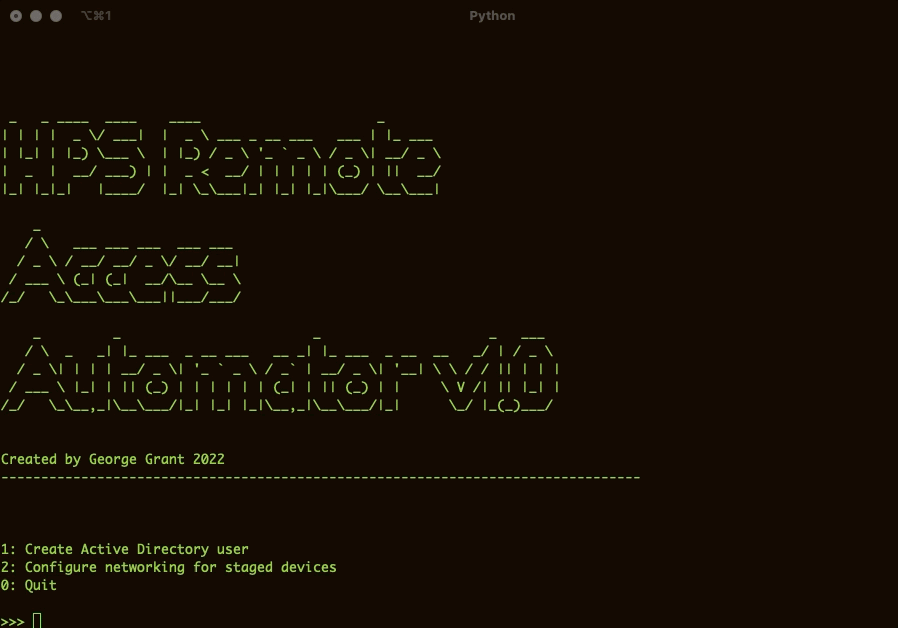 ⌥⌘1
Python
HPS Remote
Access
Automator v1.0
Created by George Grant 2022
--------------------------------------------------------------------------------
1: Create Active Directory user
2: Configure networking for staged devices
0: Quit
>>>